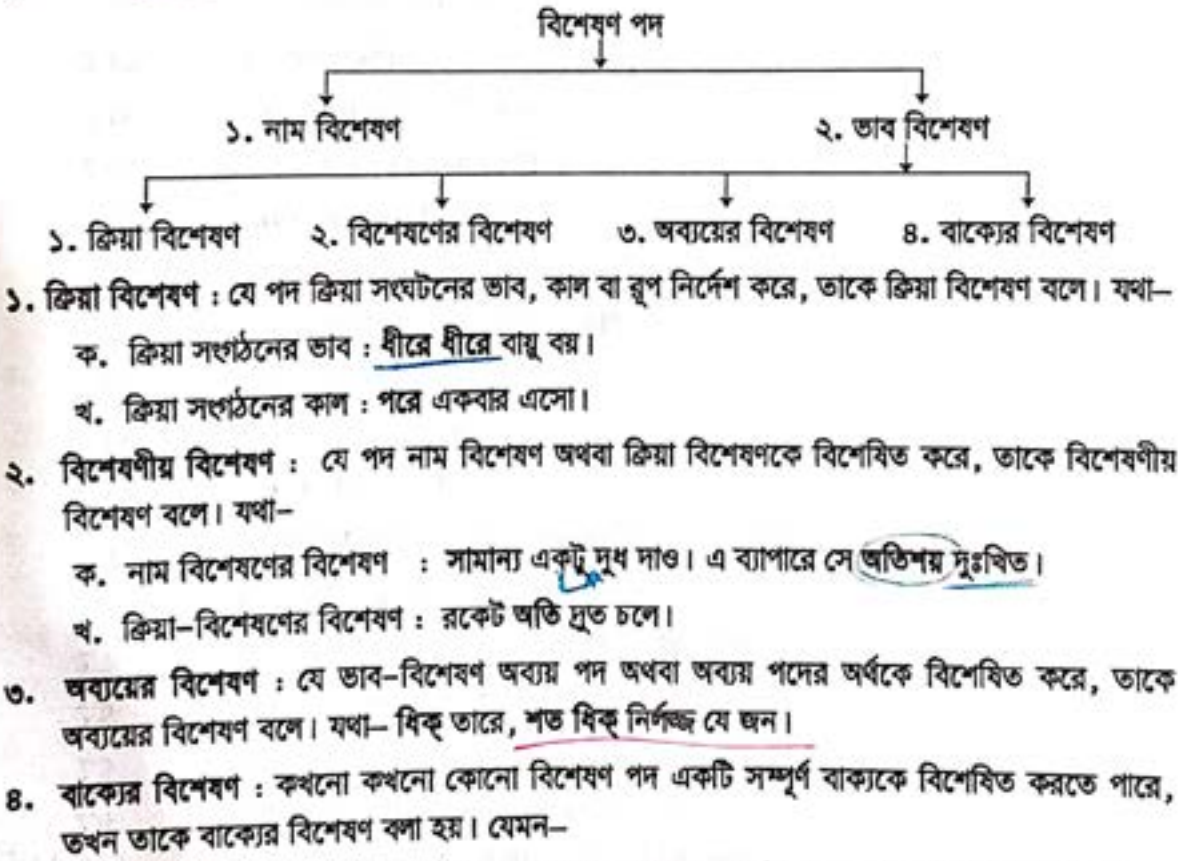 বিশেষণ পদ
১. নাম বিশেষণ ২. ভাব বিশেষণ
১. ক্রিয়া বিশেষণ ২. বিশেষণের বিশেষণ ৩. অব্যয়ের বিশেষণ ৪. বাক্যের বিশেষণ
১. ক্রিয়া বিশেষণ : যে পদ ক্রিয়া সংঘটনের ভাব, কাল বা রূপ নির্দেশ করে, তাকে ক্রিয়া বিশেষণ বলে। যথা–
ক. ক্রিয়া সংগঠনের ভাব : ধীরে ধীরে বায়ু বয়।
খ. ক্রিয়া সংগঠনের কাল : পরে একবার এসো।
২. বিশেষণীয় বিশেষণ : যে পদ নাম বিশেষণ অথবা ক্রিয়া বিশেষণকে বিশেষিত করে, তাকে বিশেষণীয়
বিশেষণ বলে। যথা–
ক. নাম বিশেষণের বিশেষণ : সামান্য একটু দুধ দাও। এ ব্যাপারে সে অতিশয় দুঃখিত।
খ. ক্রিয়া–বিশেষণের বিশেষণ : রকেট অতি দ্রুত চলে।
৩. অব্যয়ের বিশেষণ : যে ভাব–বিশেষণ অব্যয় পদ অথবা অব্যয় পদের অর্থকে বিশেষিত করে, তাকে
অব্যয়ের বিশেষণ বলে। যথা– ধিক্ তারে, শত ধিক্ নির্লজ্জ যে জন।
৪. বাক্যের বিশেষণ : কখনো কখনো কোনো বিশেষণ পদ একটি সম্পূর্ণ বাক্যকে বিশেষিত করতে পারে,
তখন তাকে বাক্যের বিশেষণ বলা হয়। যেমন–